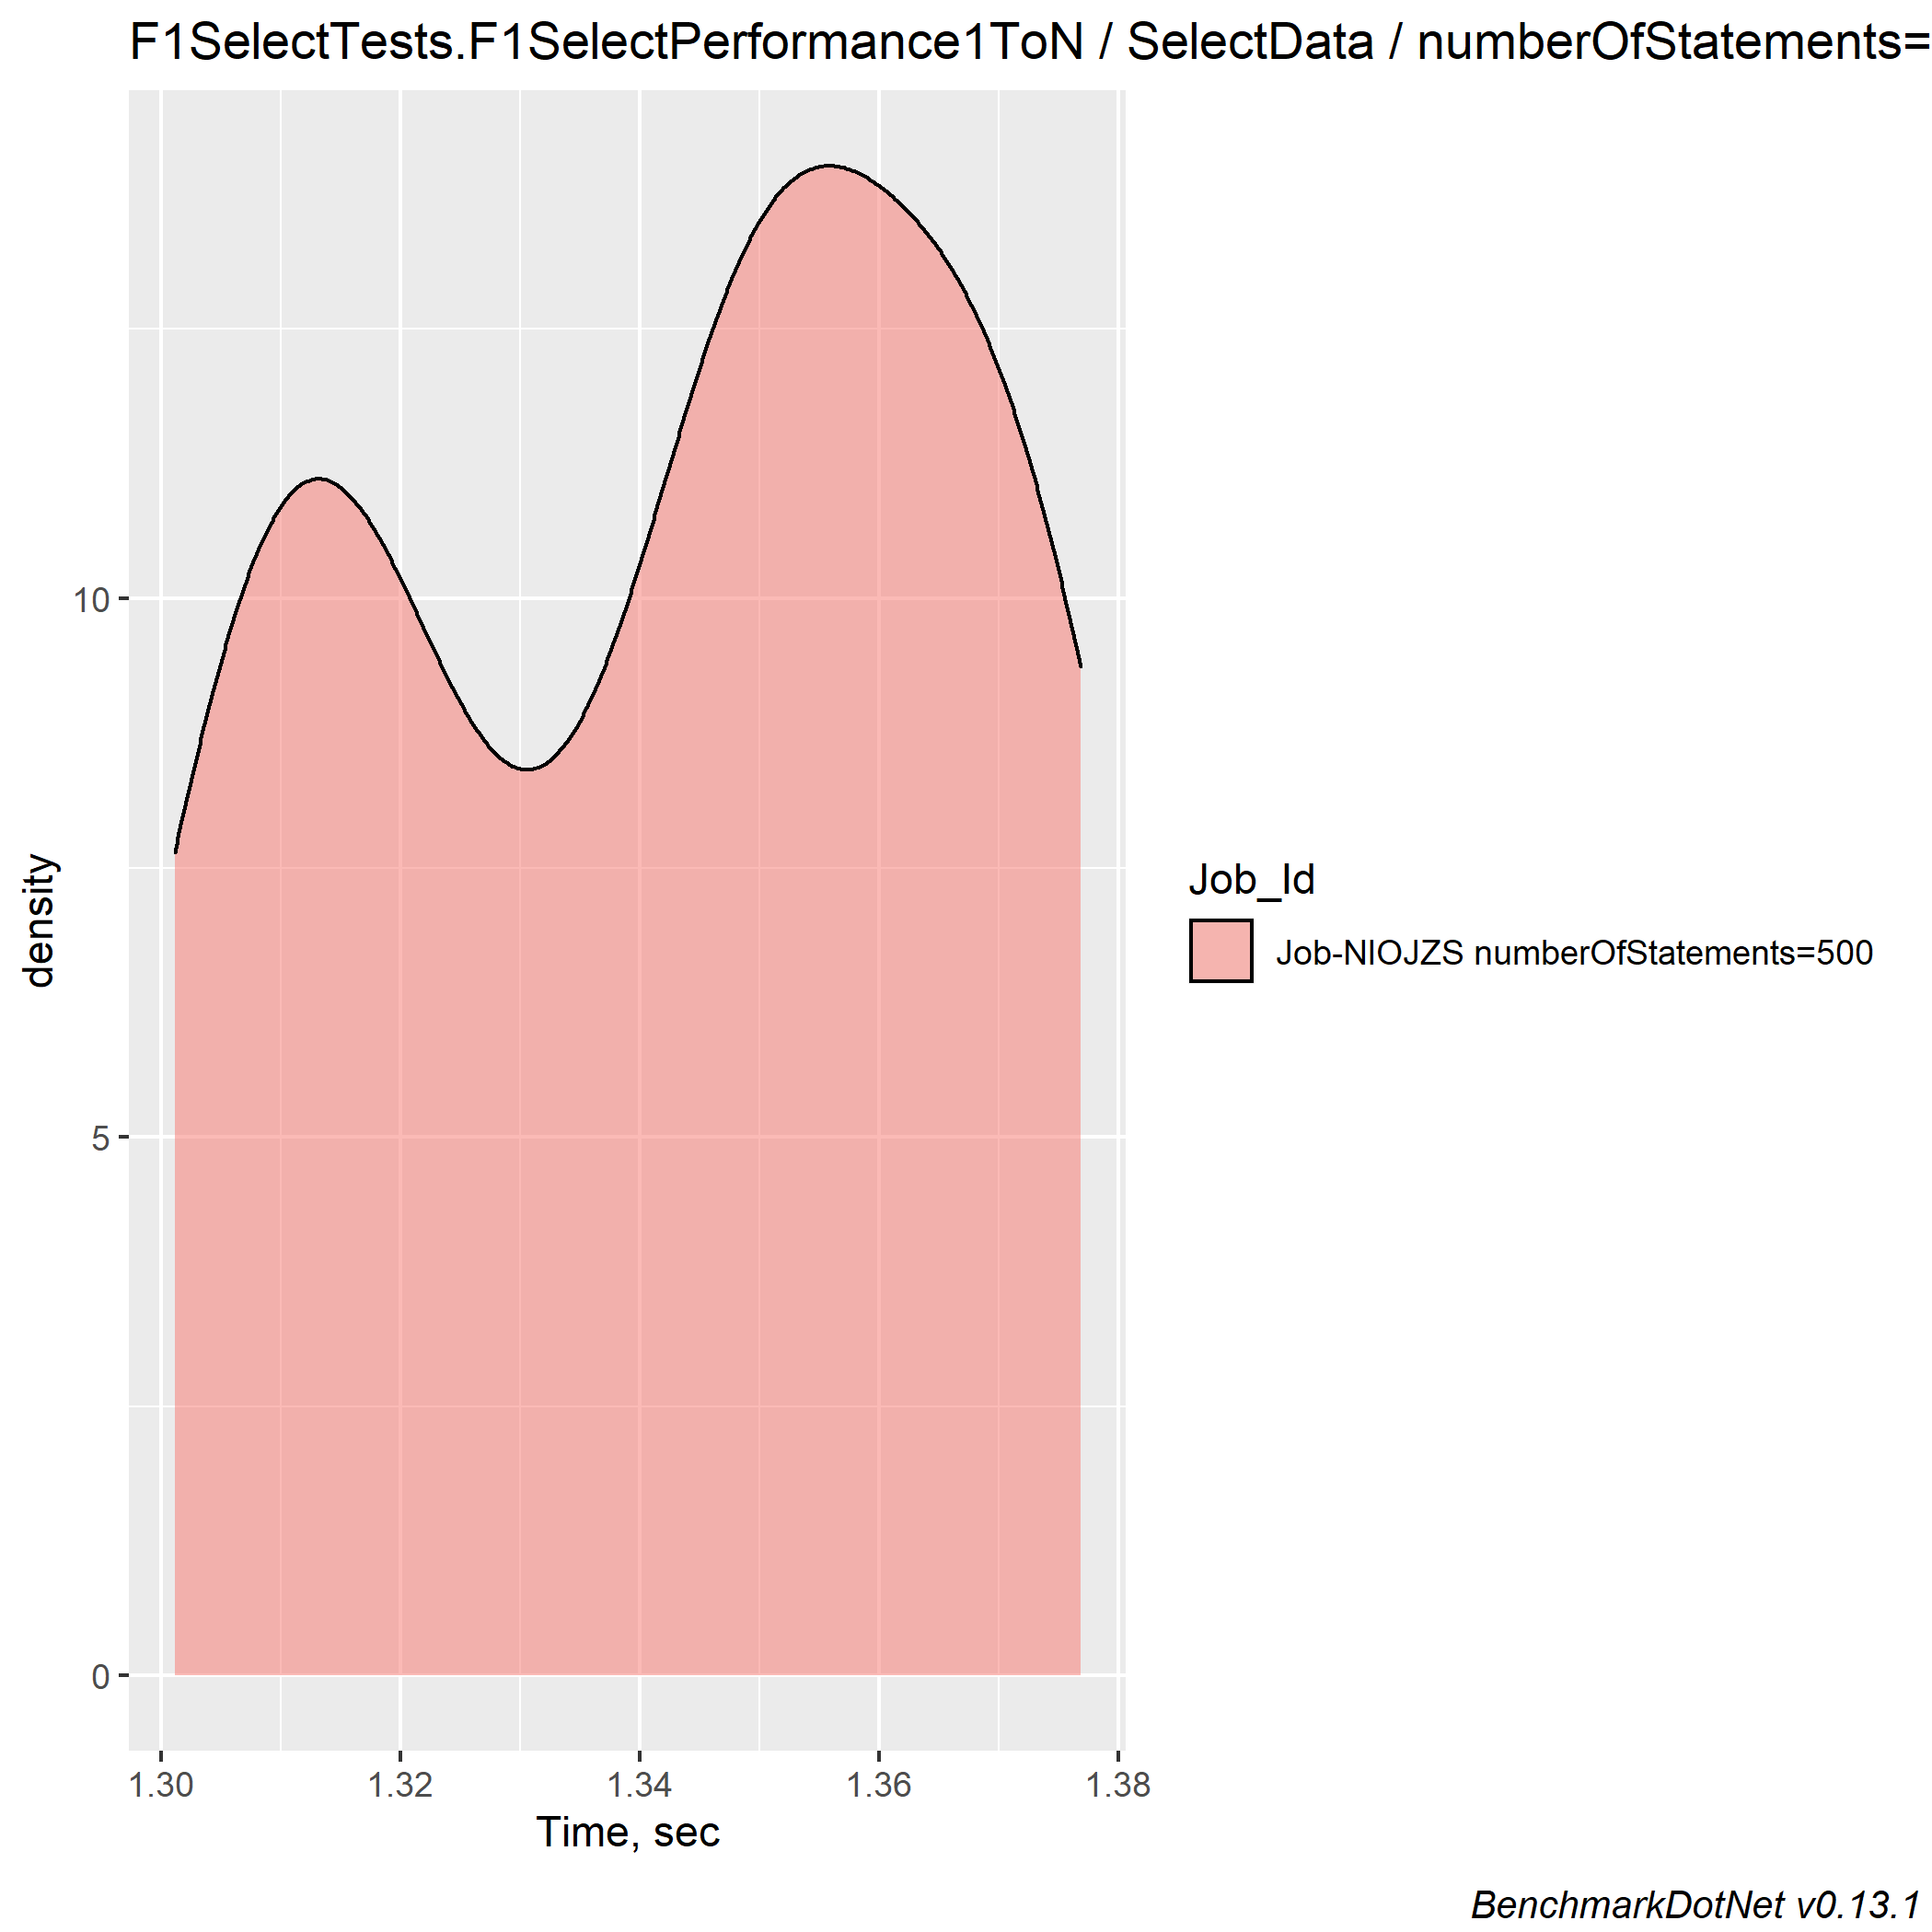 F1SelectTests.F1SelectPerformance1ToN / SelectData / numberOfStatements=
10
5
0
density
1.30 1.32 1.34 1.36 1.38
Time, sec
Job_Id
Job-NIOJZS numberOfStatements=500
BenchmarkDotNet v0.13.1